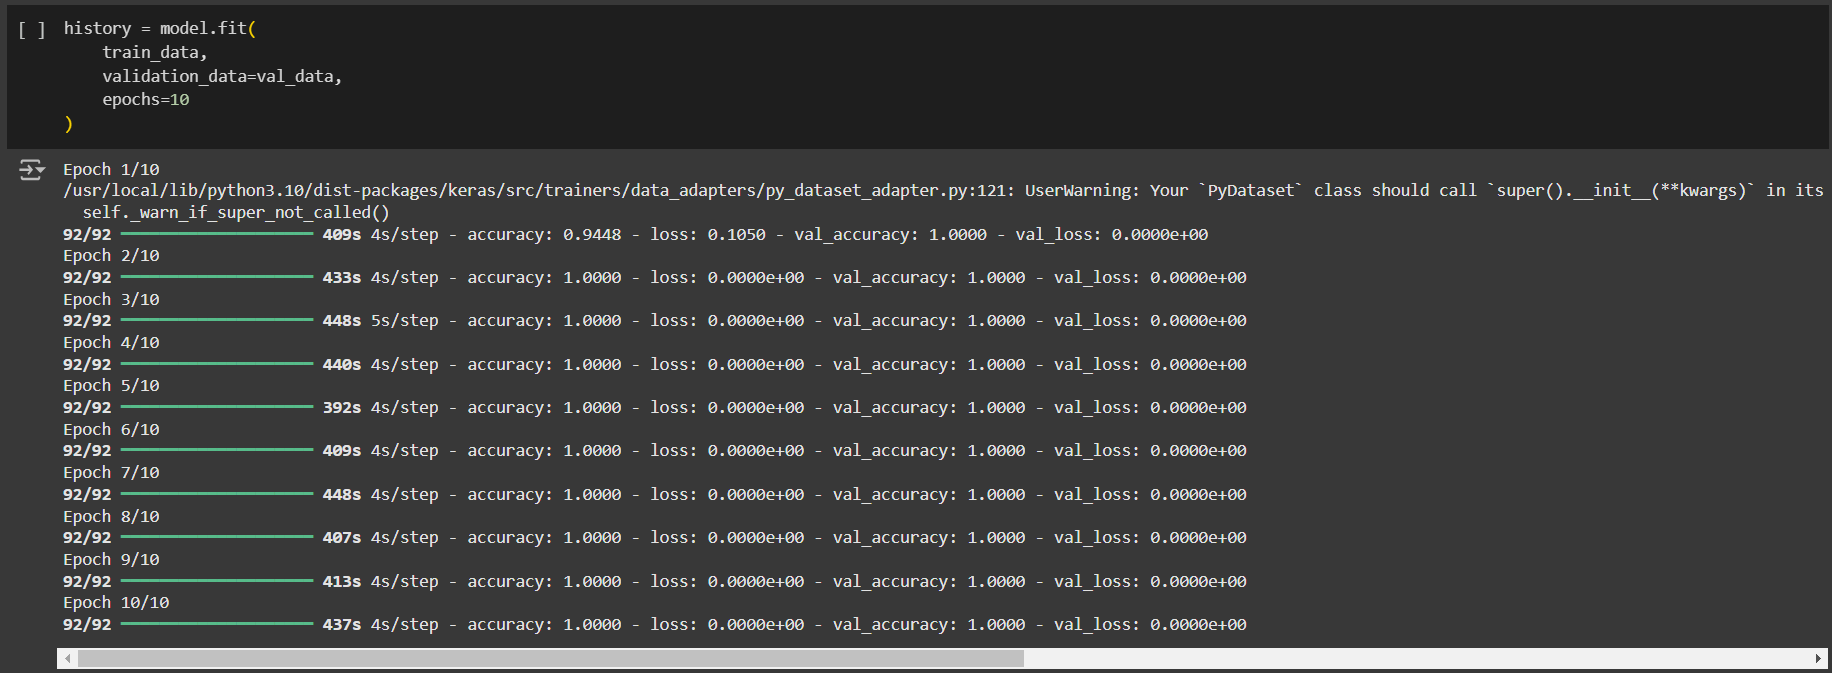 [ ] history = model.fit(
train_data,
validation_data=val_data,
epochs=10
)
Epoch 1/10
/usr/local/lib/python3.10/dist-packages/keras/src/trainers/data_adapters/py_dataset_adapter.py:121: UserWarning: Your `PyDataset` class should call `super().__init__(**kwargs)` in its
self._warn_if_super_not_called()
92/92 ━━━━━━━━━━━━━━━━━━━━ 409s 4s/step - accuracy: 0.9448 - loss: 0.1050 - val_accuracy: 1.0000 - val_loss: 0.0000e+00
Epoch 2/10
92/92 ━━━━━━━━━━━━━━━━━━━━ 433s 4s/step - accuracy: 1.0000 - loss: 0.0000e+00 - val_accuracy: 1.0000 - val_loss: 0.0000e+00
Epoch 3/10
92/92 ━━━━━━━━━━━━━━━━━━━━ 448s 5s/step - accuracy: 1.0000 - loss: 0.0000e+00 - val_accuracy: 1.0000 - val_loss: 0.0000e+00
Epoch 4/10
92/92 ━━━━━━━━━━━━━━━━━━━━ 440s 4s/step - accuracy: 1.0000 - loss: 0.0000e+00 - val_accuracy: 1.0000 - val_loss: 0.0000e+00
Epoch 5/10
92/92 ━━━━━━━━━━━━━━━━━━━━ 392s 4s/step - accuracy: 1.0000 - loss: 0.0000e+00 - val_accuracy: 1.0000 - val_loss: 0.0000e+00
Epoch 6/10
92/92 ━━━━━━━━━━━━━━━━━━━━ 409s 4s/step - accuracy: 1.0000 - loss: 0.0000e+00 - val_accuracy: 1.0000 - val_loss: 0.0000e+00
Epoch 7/10
92/92 ━━━━━━━━━━━━━━━━━━━━ 448s 4s/step - accuracy: 1.0000 - loss: 0.0000e+00 - val_accuracy: 1.0000 - val_loss: 0.0000e+00
Epoch 8/10
92/92 ━━━━━━━━━━━━━━━━━━━━ 407s 4s/step - accuracy: 1.0000 - loss: 0.0000e+00 - val_accuracy: 1.0000 - val_loss: 0.0000e+00
Epoch 9/10
92/92 ━━━━━━━━━━━━━━━━━━━━ 413s 4s/step - accuracy: 1.0000 - loss: 0.0000e+00 - val_accuracy: 1.0000 - val_loss: 0.0000e+00
Epoch 10/10
92/92 ━━━━━━━━━━━━━━━━━━━━ 437s 4s/step - accuracy: 1.0000 - loss: 0.0000e+00 - val_accuracy: 1.0000 - val_loss: 0.0000e+00